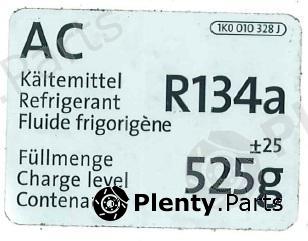 AC
1K0 010 328 J
Kältemittel
Refrigerant
Fluide frigorigène
R134a
±25
Füllmenge
Charge level
525g
Plenty.Parts